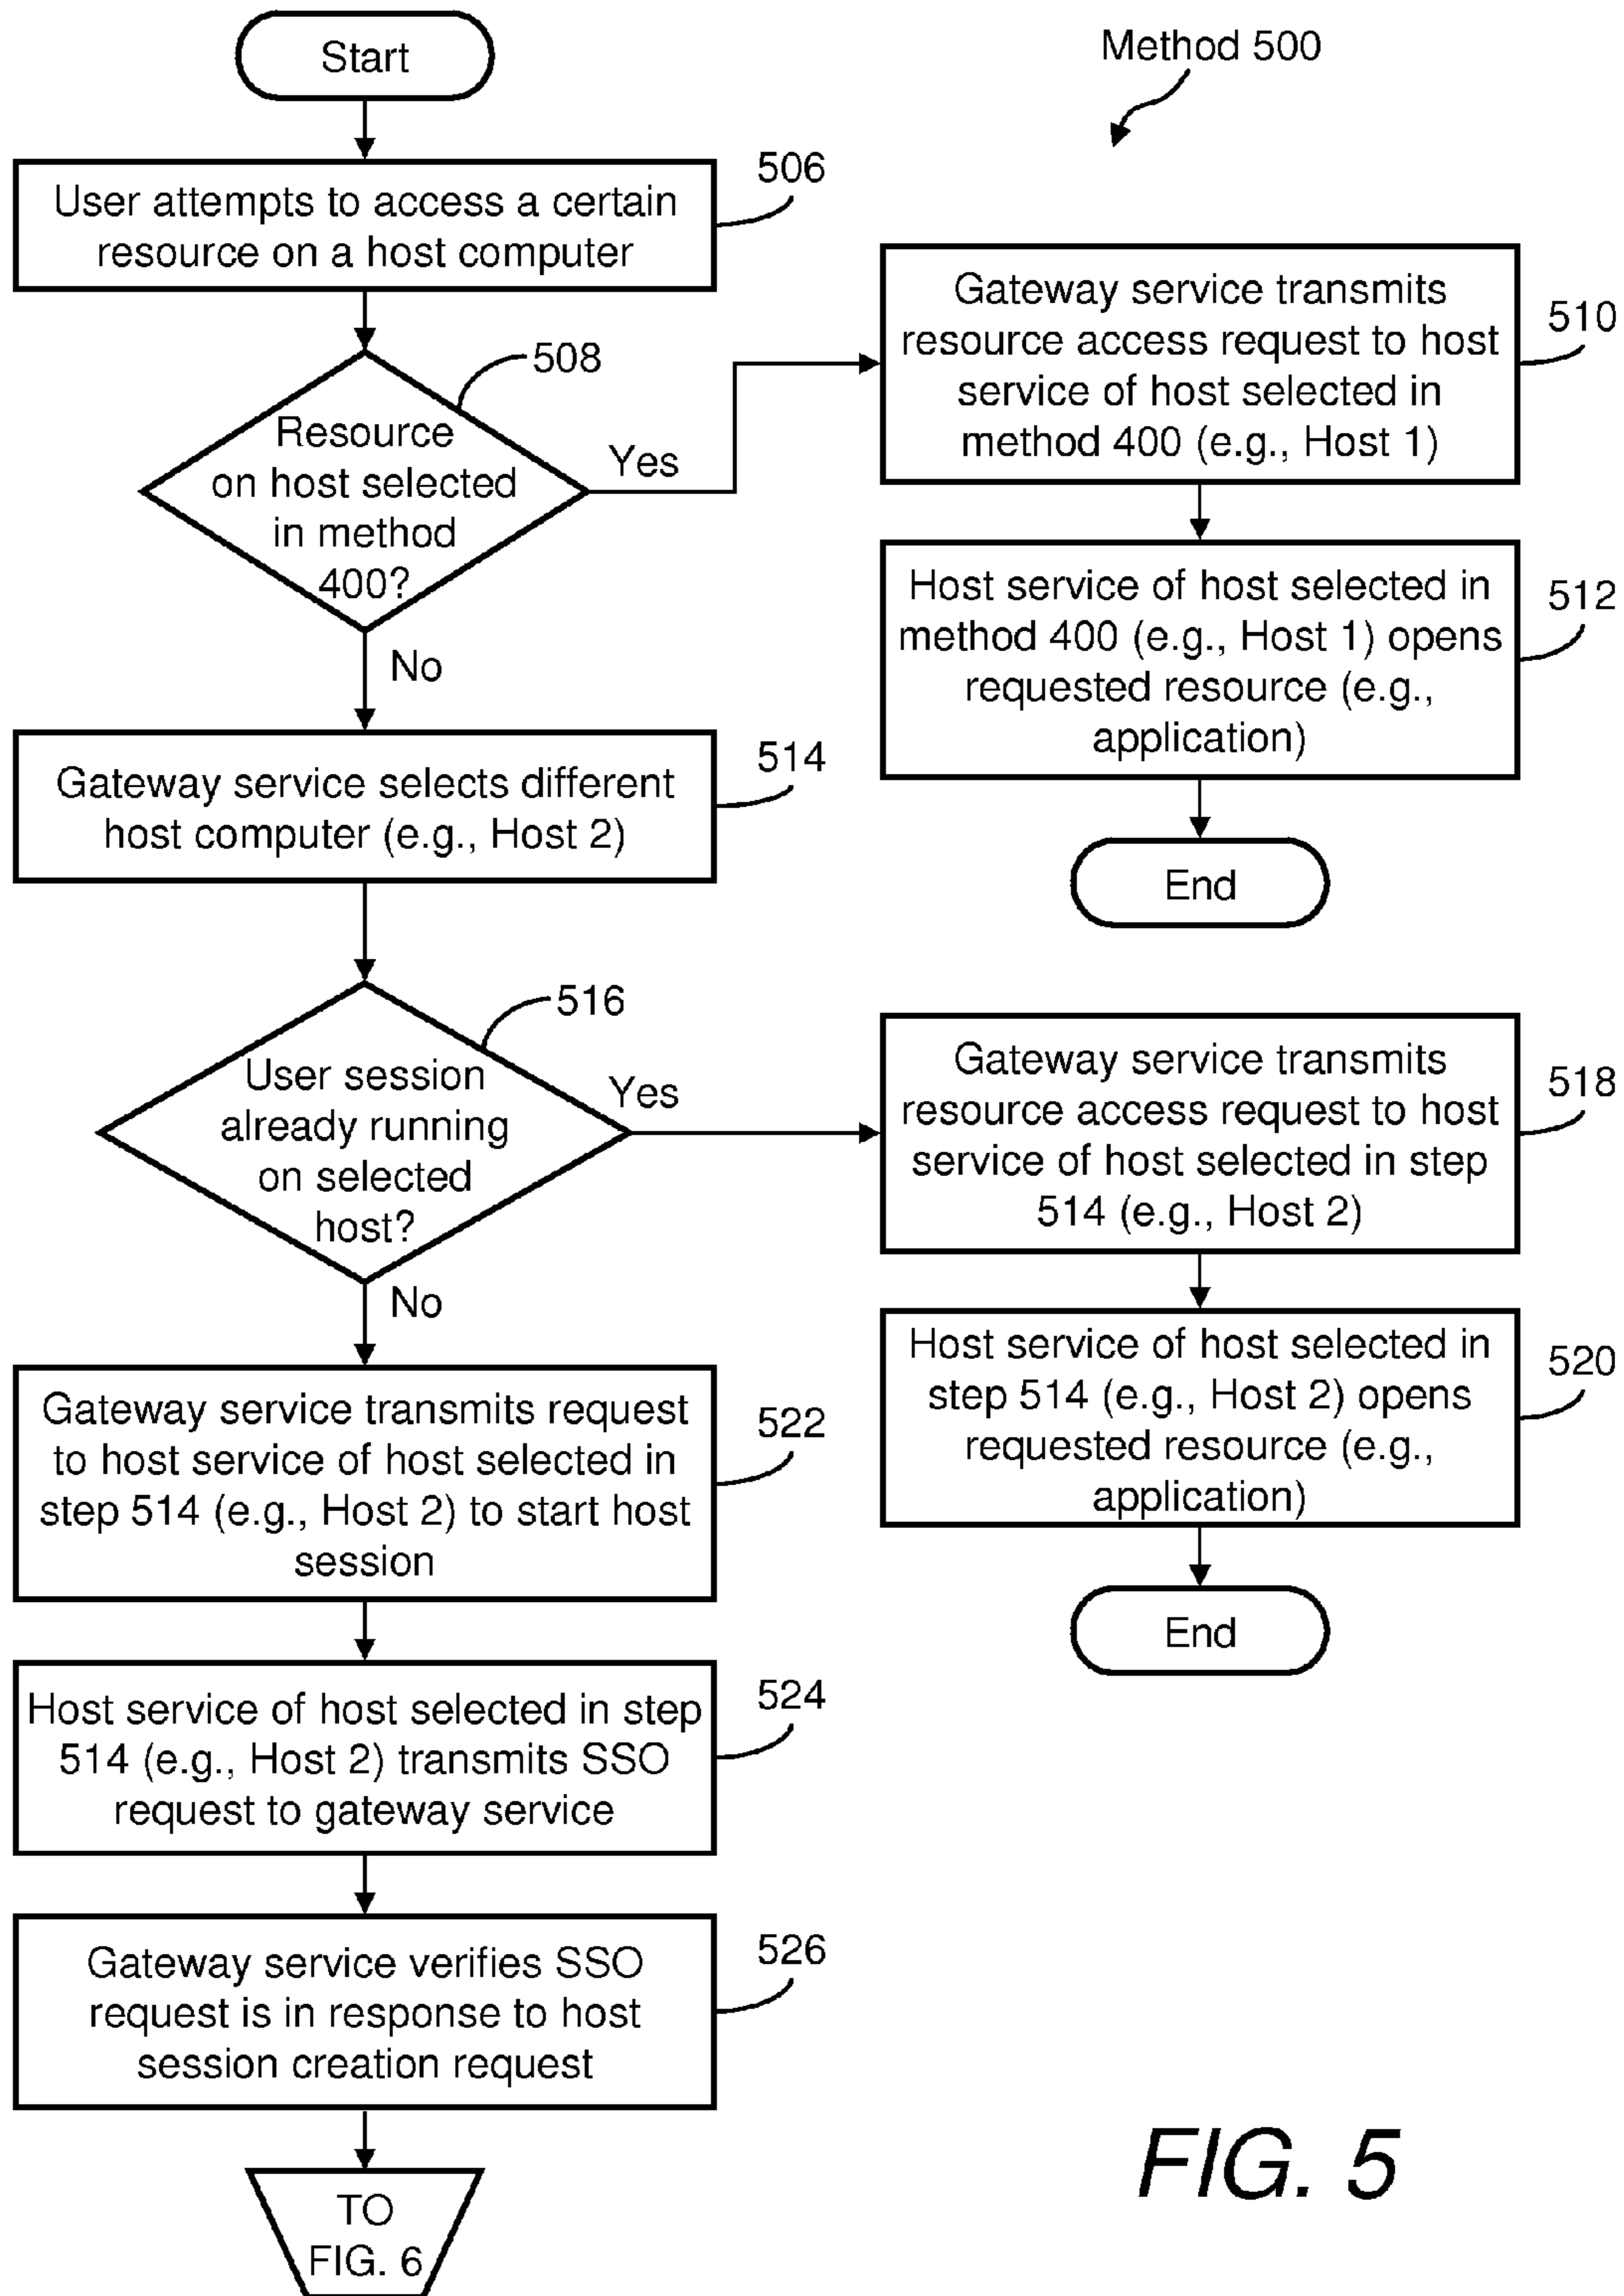 Start
Method 500
User attempts to access a certain
resource on a host computer
506
Resource
on host selected
in method
400?
508
Yes
No
Gateway service transmits
resource access request to host
service of host selected in
method 400 (e.g., Host 1)
510
Host service of host selected in
method 400 (e.g., Host 1) opens
requested resource (e.g.,
application)
512
End
Gateway service selects different
host computer (e.g., Host 2)
514
User session
already running
on selected
host?
516
Yes
No
Gateway service transmits
resource access request to host
service of host selected in step
514 (e.g., Host 2)
518
Host service of host selected in
step 514 (e.g., Host 2) opens
requested resource (e.g.,
application)
520
End
Gateway service transmits request
to host service of host selected in
step 514 (e.g., Host 2) to start host
session
522
Host service of host selected in step
514 (e.g., Host 2) transmits SSO
request to gateway service
524
Gateway service verifies SSO
request is in response to host
session creation request
526
TO
FIG. 6
FIG. 5